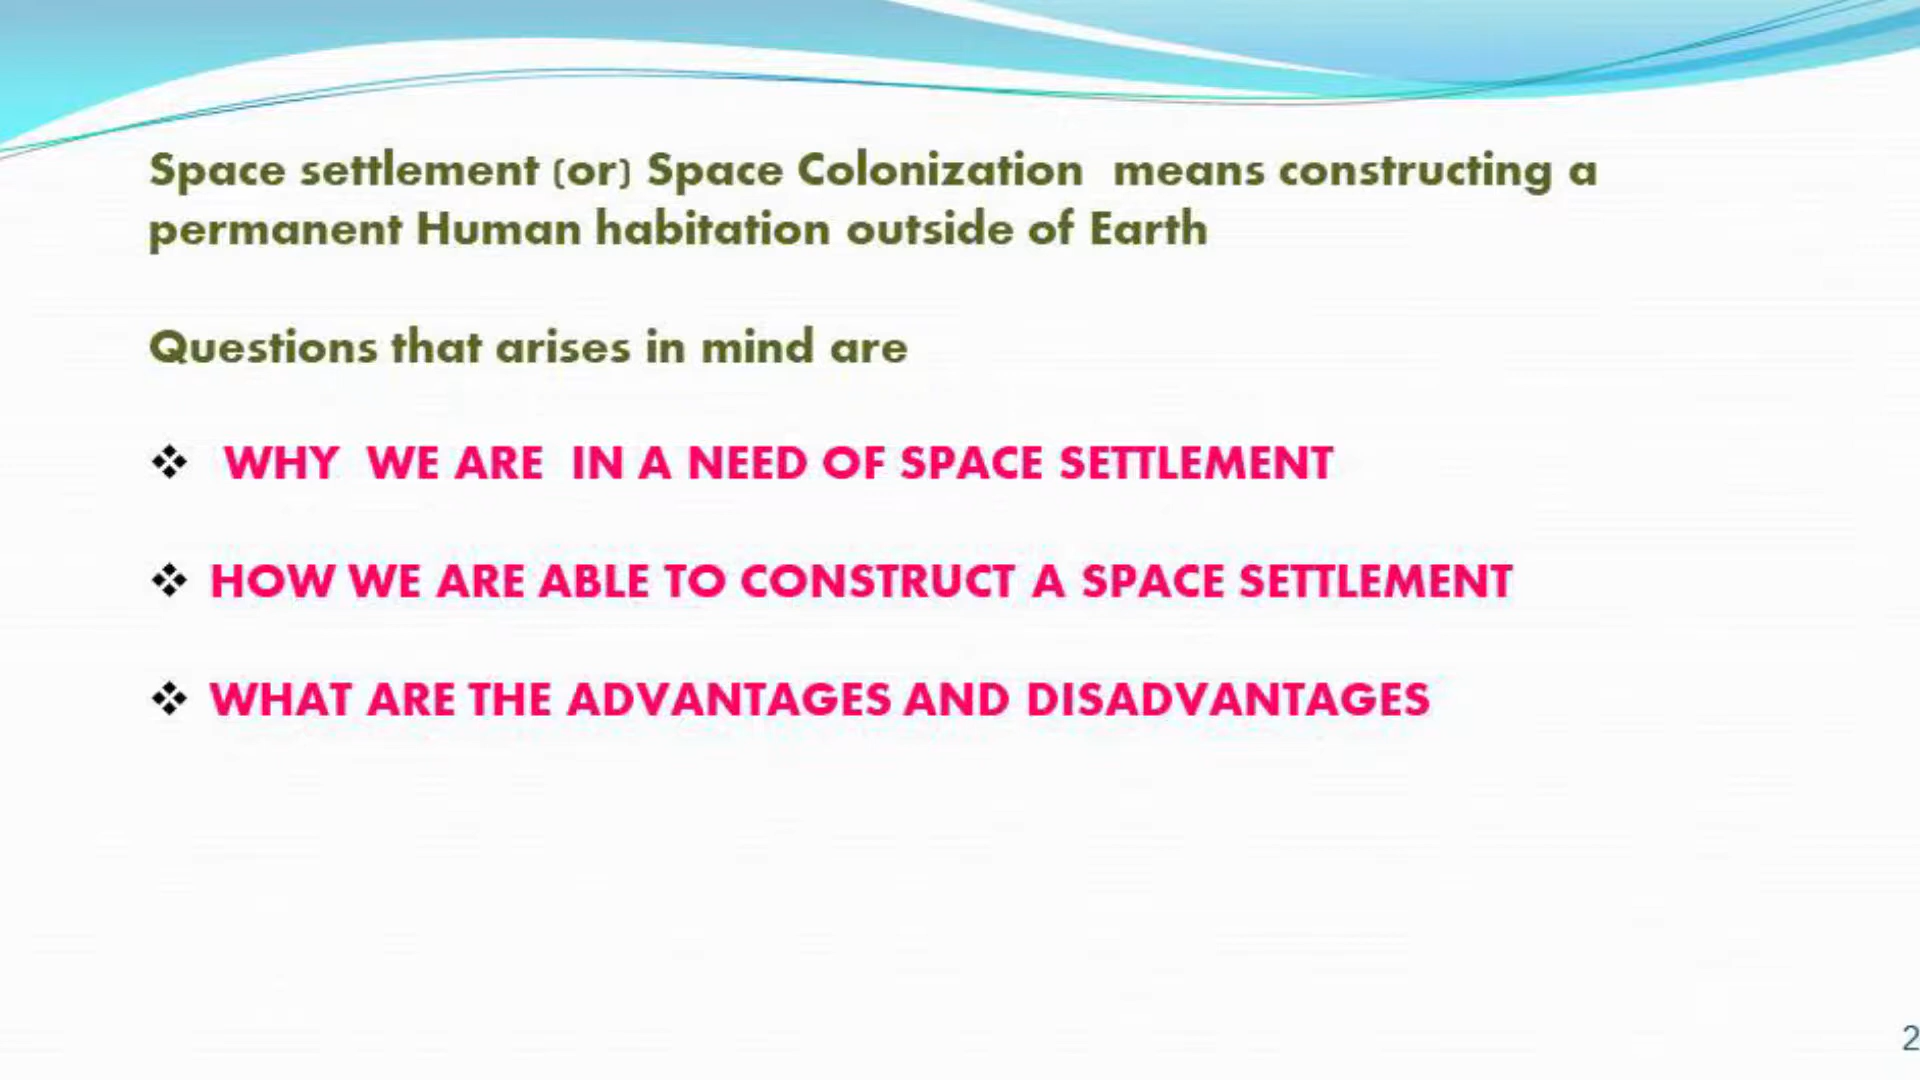 Space settlement (or) Space Colonization means constructing a
permanent Human habitation outside of Earth
Questions that arises in mind are
❖ WHY WE ARE IN A NEED OF SPACE SETTLEMENT
❖ HOW WE ARE ABLE TO CONSTRUCT A SPACE SETTLEMENT
❖ WHAT ARE THE ADVANTAGES AND DISADVANTAGES
2